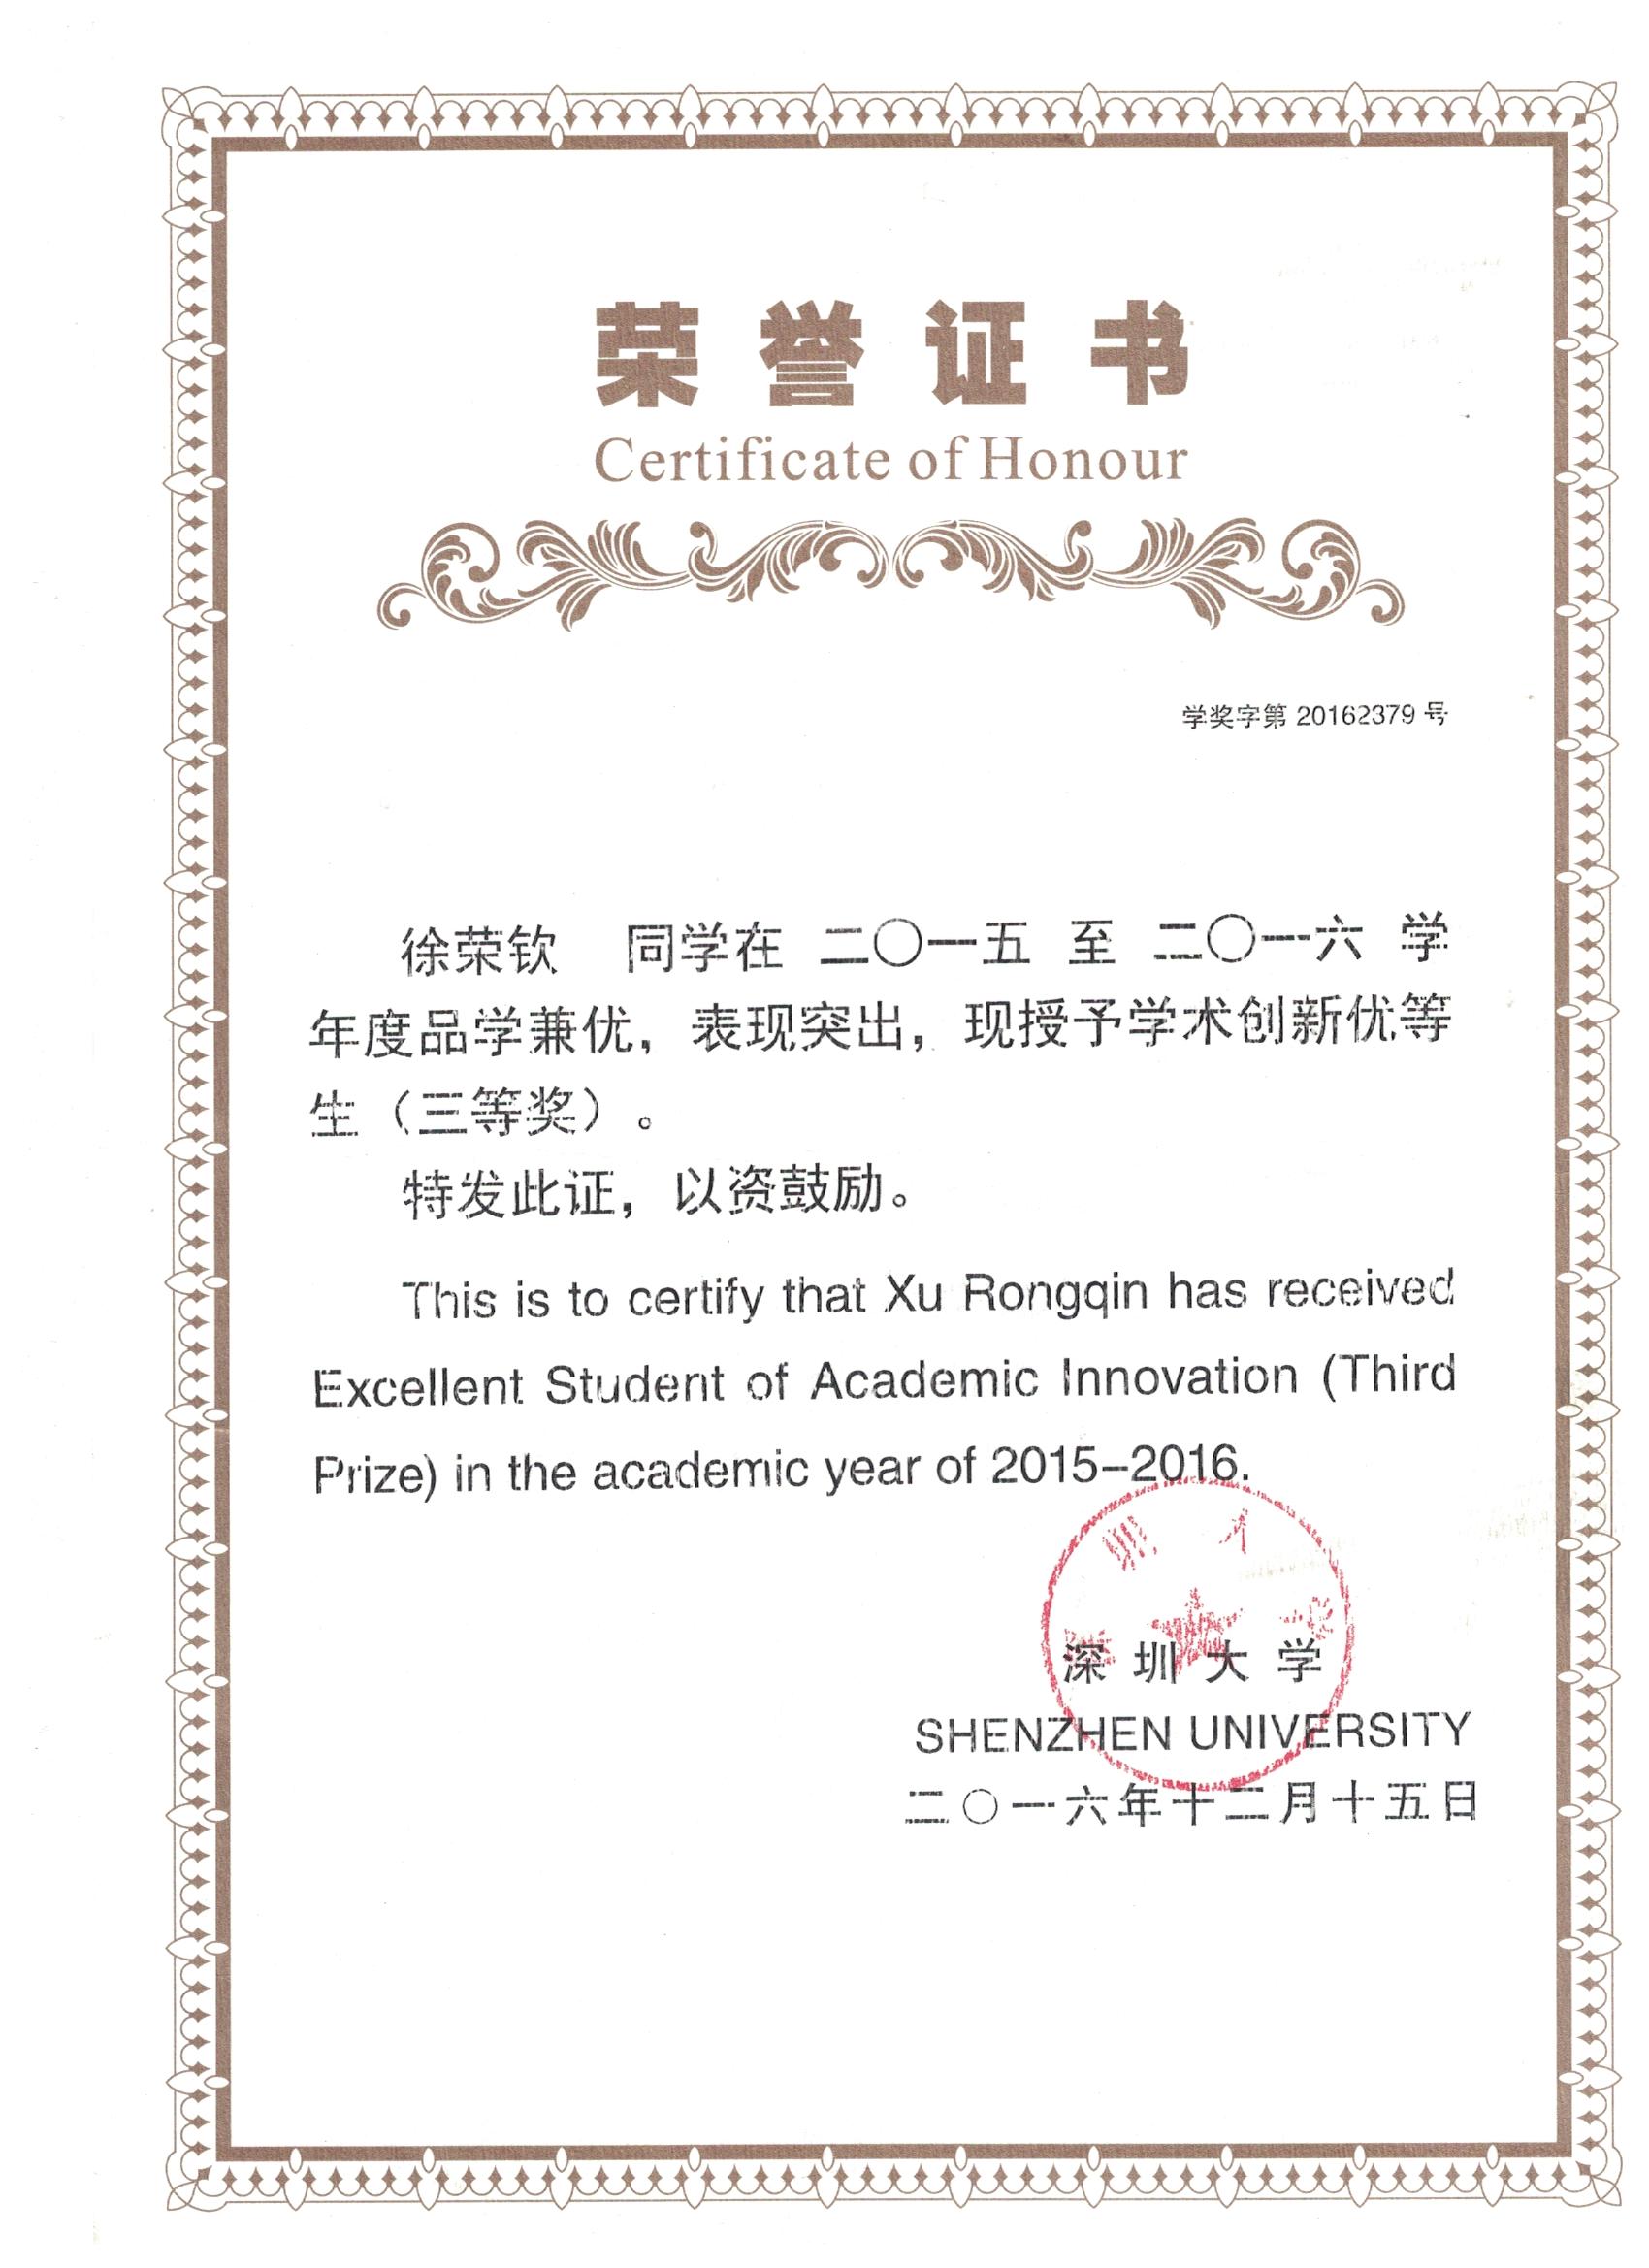 荣誉证书
Certificate of Honour
学奖字第 20162379 号
徐荣钦 同学在 二〇一五 至 二〇一六 学
年度品学兼优，表现突出，现授予学术创新优等
生（三等奖）。
特发此证，以资鼓励。
This is to certify that Xu Rongqin has received
Excellent Student of Academic Innovation (Third
Prize) in the academic year of 2015–2016.
深圳大学
SHENZHEN UNIVERSITY
二〇一六年十二月十五日